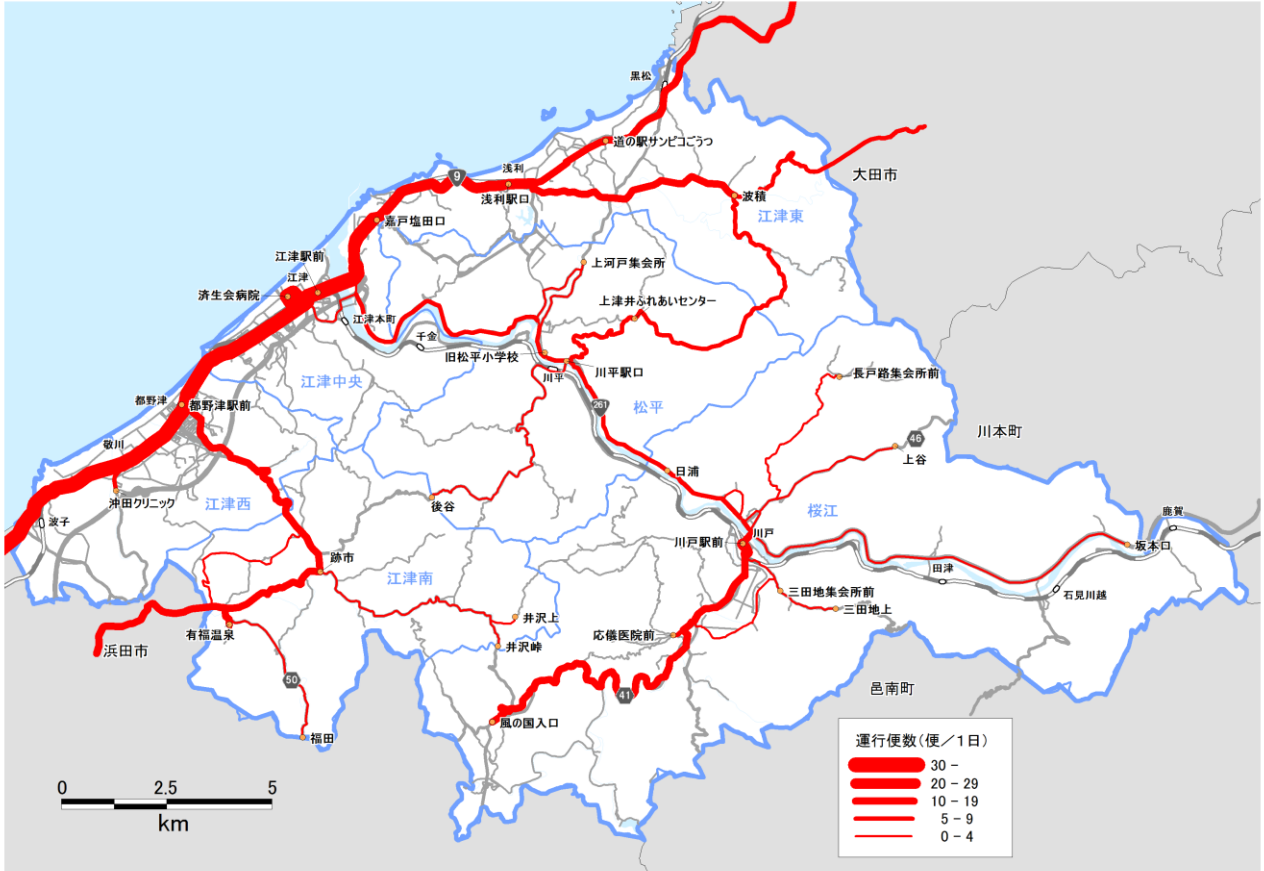 黒松
道の駅サンピコごうつ
大田市
浅利
9
浅利駅口
波積
江津東
嘉戸塩田口
江津駅前
江津
上河戸集会所
済生会病院
上津井ふれあいセンター
江津本町
千金
旧松平小学校
川平
川平駅口
長戸路集会所前
江津中央
都野津
都野津駅前
261
松平
川本町
46
上谷
敬川
日浦
沖田クリニック
江津西
後谷
桜江
鹿賀
波子
川戸駅前
川戸
坂本口
跡市
江津南
田津
石見川越
三田地集会所前
三田地上
井沢上
有福温泉
応儀医院前
井沢峠
浜田市
50
41
邑南町
風の国入口
福田
運行便数(便/1日)
30 -
20 - 29
10 - 19
5 - 9
0 - 4
0 2.5 5
km